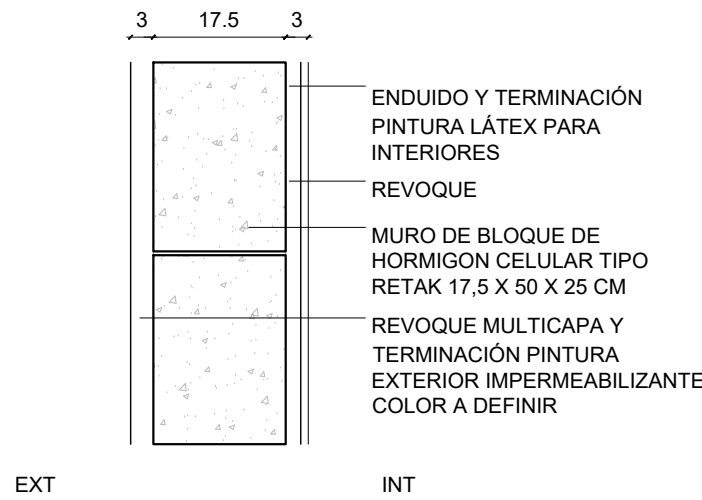 3 17.5 3
ENDUIDO Y TERMINACIÓN
PINTURA LÁTEX PARA
INTERIORES
REVOQUE
MURO DE BLOQUE DE
HORMIGON CELULAR TIPO
RETAK 17,5 X 50 X 25 CM
REVOQUE MULTICAPA Y
TERMINACIÓN PINTURA
EXTERIOR IMPERMEABILIZANTE
COLOR A DEFINIR
EXT INT